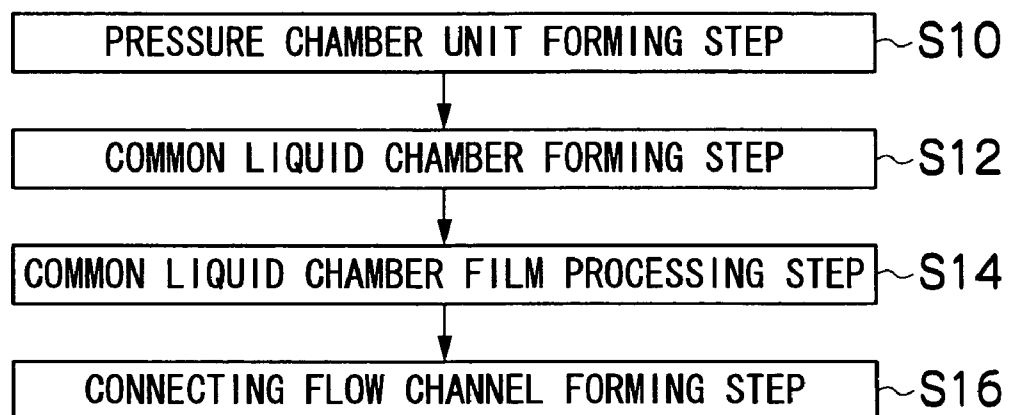 PRESSURE CHAMBER UNIT FORMING STEP S10
COMMON LIQUID CHAMBER FORMING STEP S12
COMMON LIQUID CHAMBER FILM PROCESSING STEP S14
CONNECTING FLOW CHANNEL FORMING STEP S16